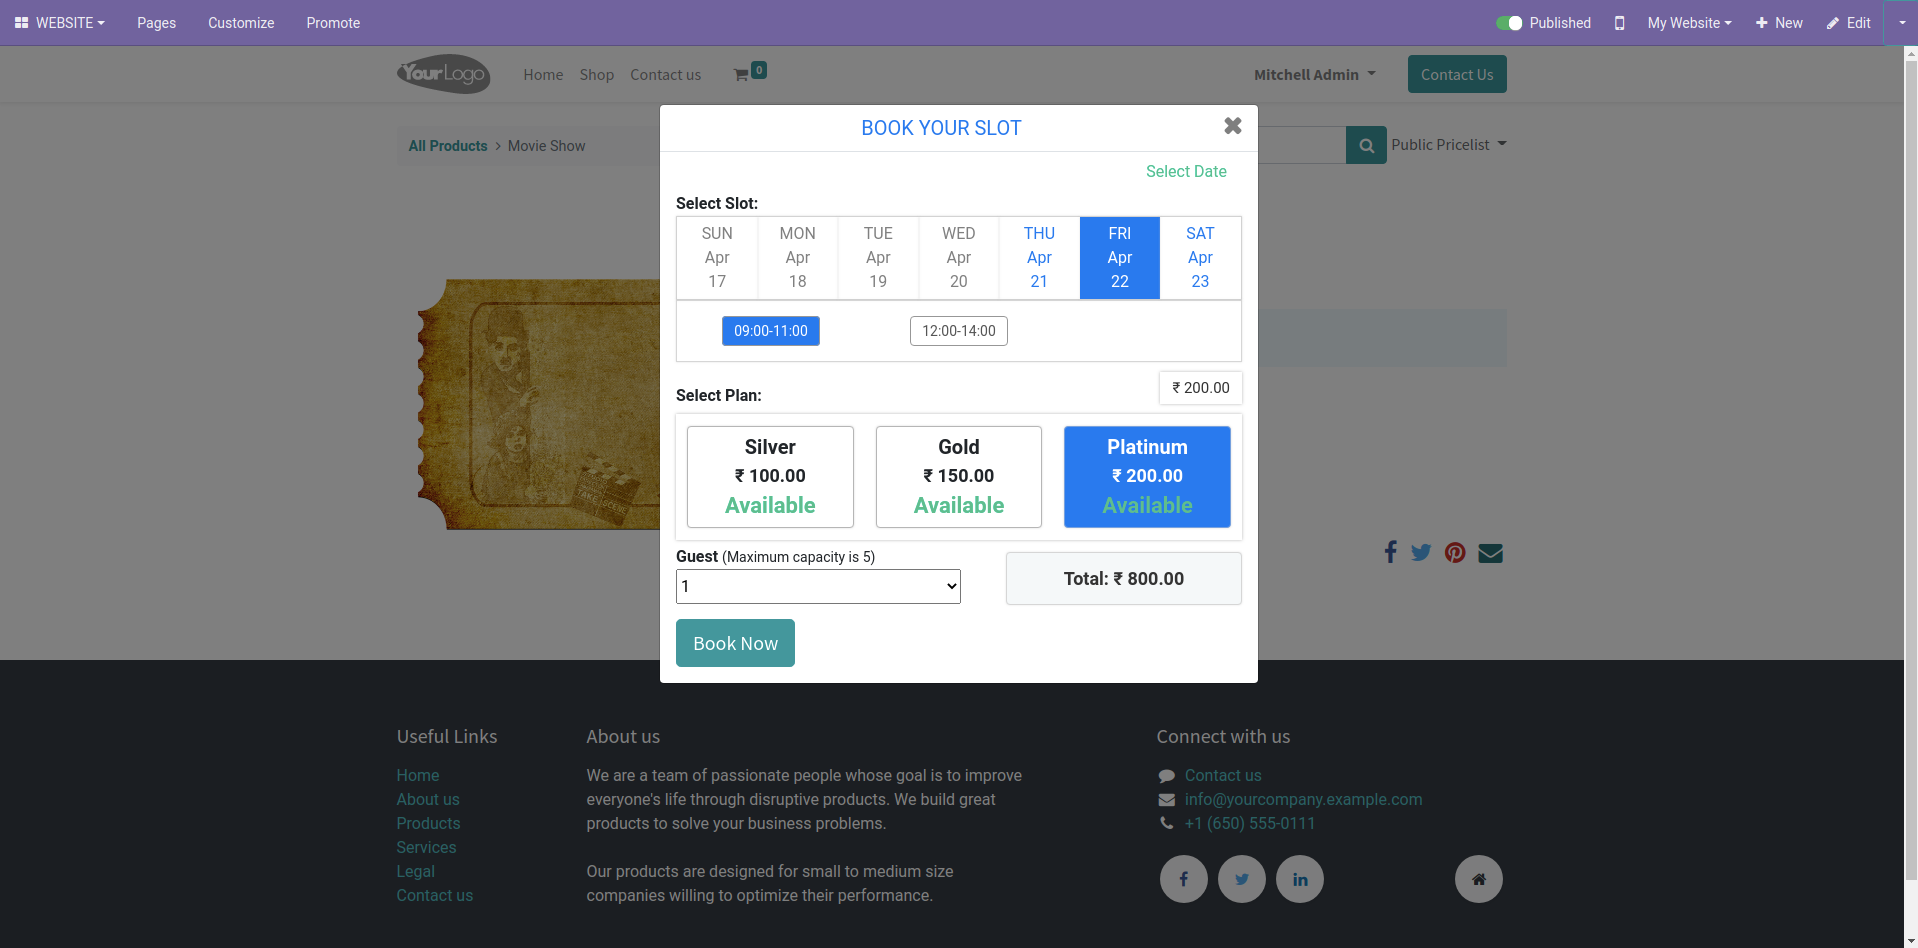 WEBSITE Pages Customize Promote Published My Website New Edit
YourLogo Home Shop Contact us 0 Mitchell Admin Contact Us
All Products > Movie Show Public Pricelist
BOOK YOUR SLOT
Select Date
Select Slot:
SUN MON TUE WED THU FRI SAT
Apr Apr Apr Apr Apr Apr Apr
17 18 19 20 21 22 23
09:00-11:00 12:00-14:00
₹ 200.00
Select Plan:
Silver Gold Platinum
₹ 100.00 ₹ 150.00 ₹ 200.00
Available Available Available
TAKE SCENE
Guest (Maximum capacity is 5)
1
Total: ₹ 800.00
Book Now
Useful Links
Home
About us
Products
Services
Legal
Contact us
About us
We are a team of passionate people whose goal is to improve
everyone's life through disruptive products. We build great
products to solve your business problems.
Our products are designed for small to medium size
companies willing to optimize their performance.
Connect with us
Contact us
info@yourcompany.example.com
+1 (650) 555-0111